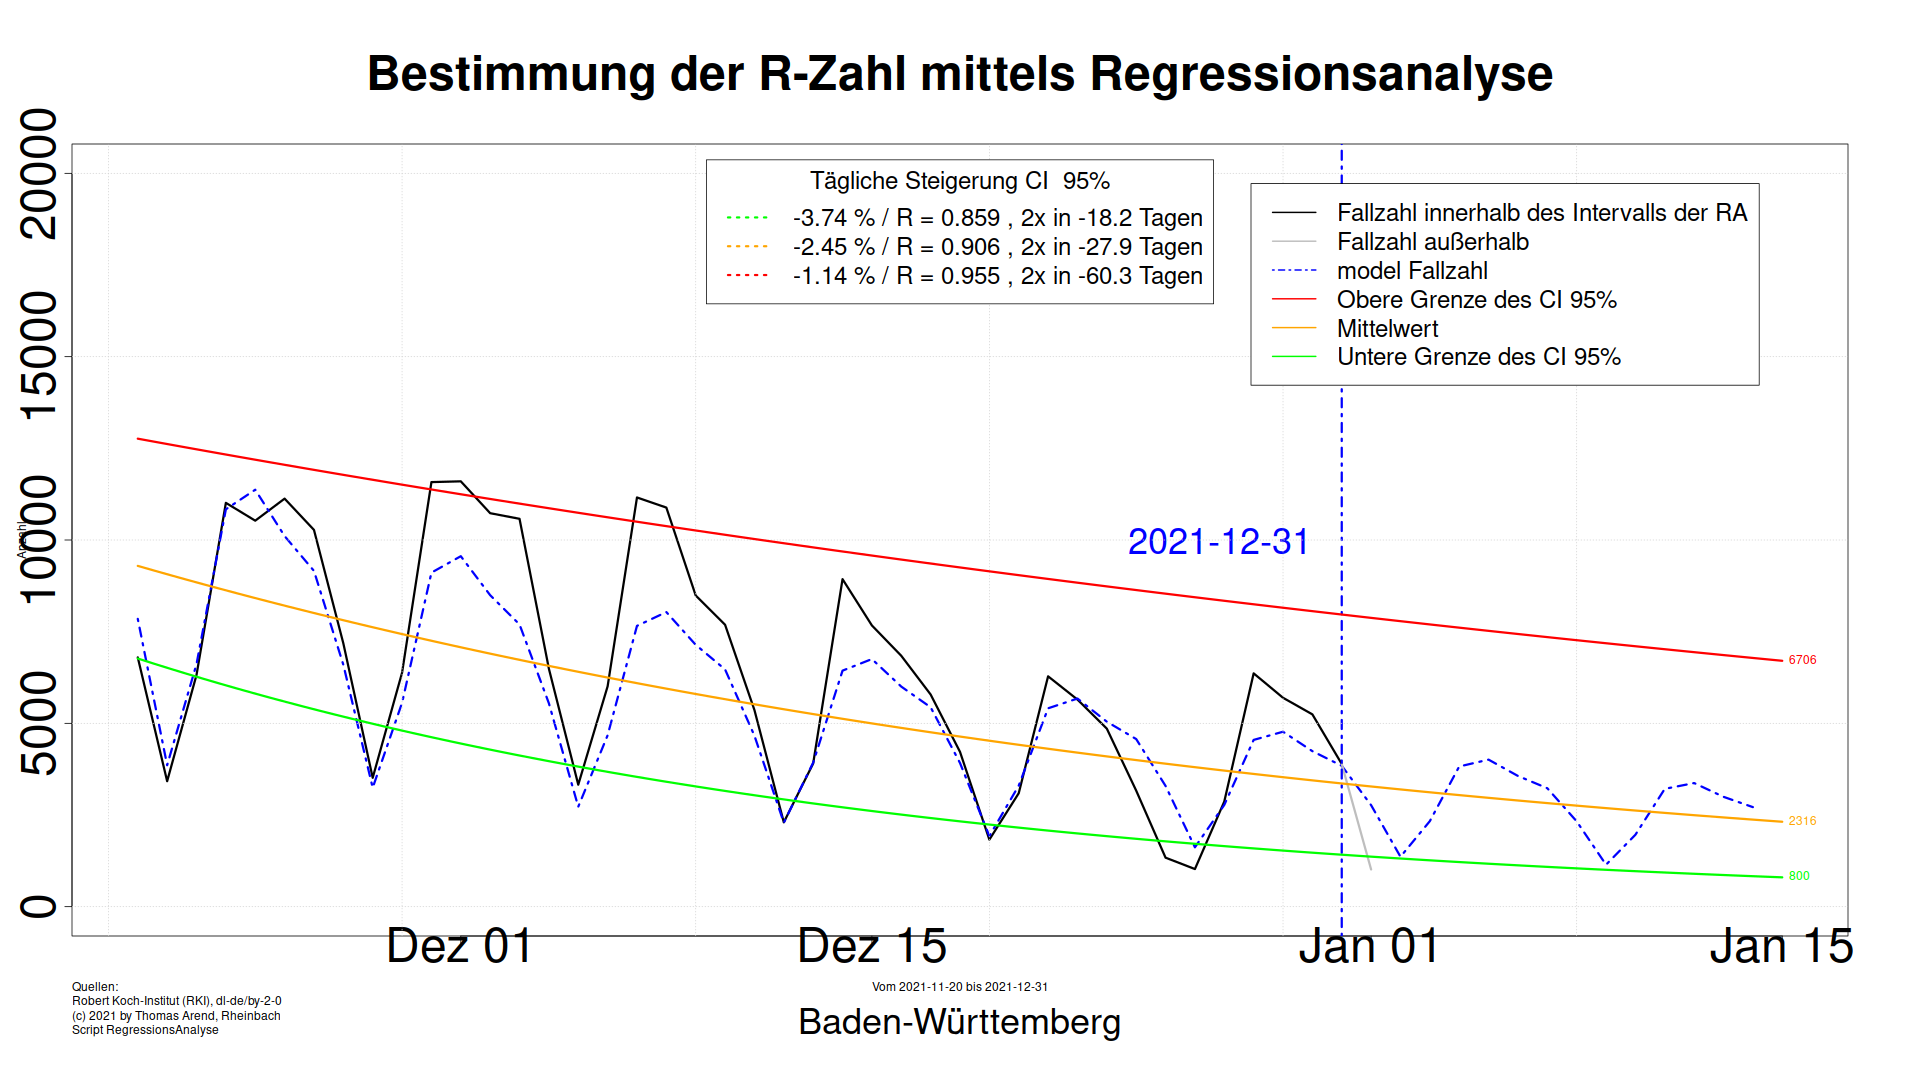 Bestimmung der R-Zahl mittels Regressionsanalyse
Anzahl
20000
15000
10000
5000
0
Tägliche Steigerung CI 95%
-3.74 % / R = 0.859 , 2x in -18.2 Tagen
-2.45 % / R = 0.906 , 2x in -27.9 Tagen
-1.14 % / R = 0.955 , 2x in -60.3 Tagen
Fallzahl innerhalb des Intervalls der RA
Fallzahl außerhalb
model Fallzahl
Obere Grenze des CI 95%
Mittelwert
Untere Grenze des CI 95%
2021-12-31
6706
2316
800
Dez 01
Dez 15
Jan 01
Jan 15
Quellen:
Robert Koch-Institut (RKI), dl-de/by-2-0
(c) 2021 by Thomas Arend, Rheinbach
Script RegressionsAnalyse
Vom 2021-11-20 bis 2021-12-31
Baden-Württemberg